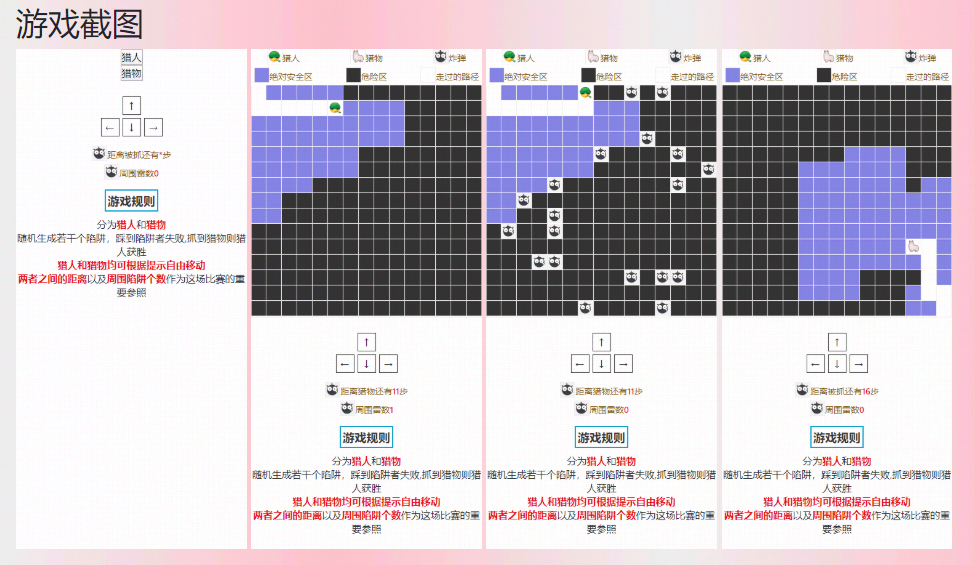 游戏截图
猎人
猎物
↑
← ↓ →
距离被抓还有*步
周围雷数0
游戏规则
分为猎人和猎物
随机生成若干个陷阱，踩到陷阱者失败,抓到猎物则猎
人获胜
猎人和猎物均可根据提示自由移动
两者之间的距离以及周围陷阱个数作为这场比赛的重
要参照
猎人 猎物 炸弹
绝对安全区 危险区 走过的路径
↑
← ↓ →
距离猎物还有11步
周围雷数1
游戏规则
分为猎人和猎物
随机生成若干个陷阱，踩到陷阱者失败,抓到猎物则猎
人获胜
猎人和猎物均可根据提示自由移动
两者之间的距离以及周围陷阱个数作为这场比赛的重
要参照
猎人 猎物 炸弹
绝对安全区 危险区 走过的路径
↑
← ↓ →
距离猎物还有11步
周围雷数0
游戏规则
分为猎人和猎物
随机生成若干个陷阱，踩到陷阱者失败,抓到猎物则猎
人获胜
猎人和猎物均可根据提示自由移动
两者之间的距离以及周围陷阱个数作为这场比赛的重
要参照
猎人 猎物 炸弹
绝对安全区 危险区 走过的路径
↑
← ↓ →
距离被抓还有16步
周围雷数0
游戏规则
分为猎人和猎物
随机生成若干个陷阱，踩到陷阱者失败,抓到猎物则猎
人获胜
猎人和猎物均可根据提示自由移动
两者之间的距离以及周围陷阱个数作为这场比赛的重
要参照